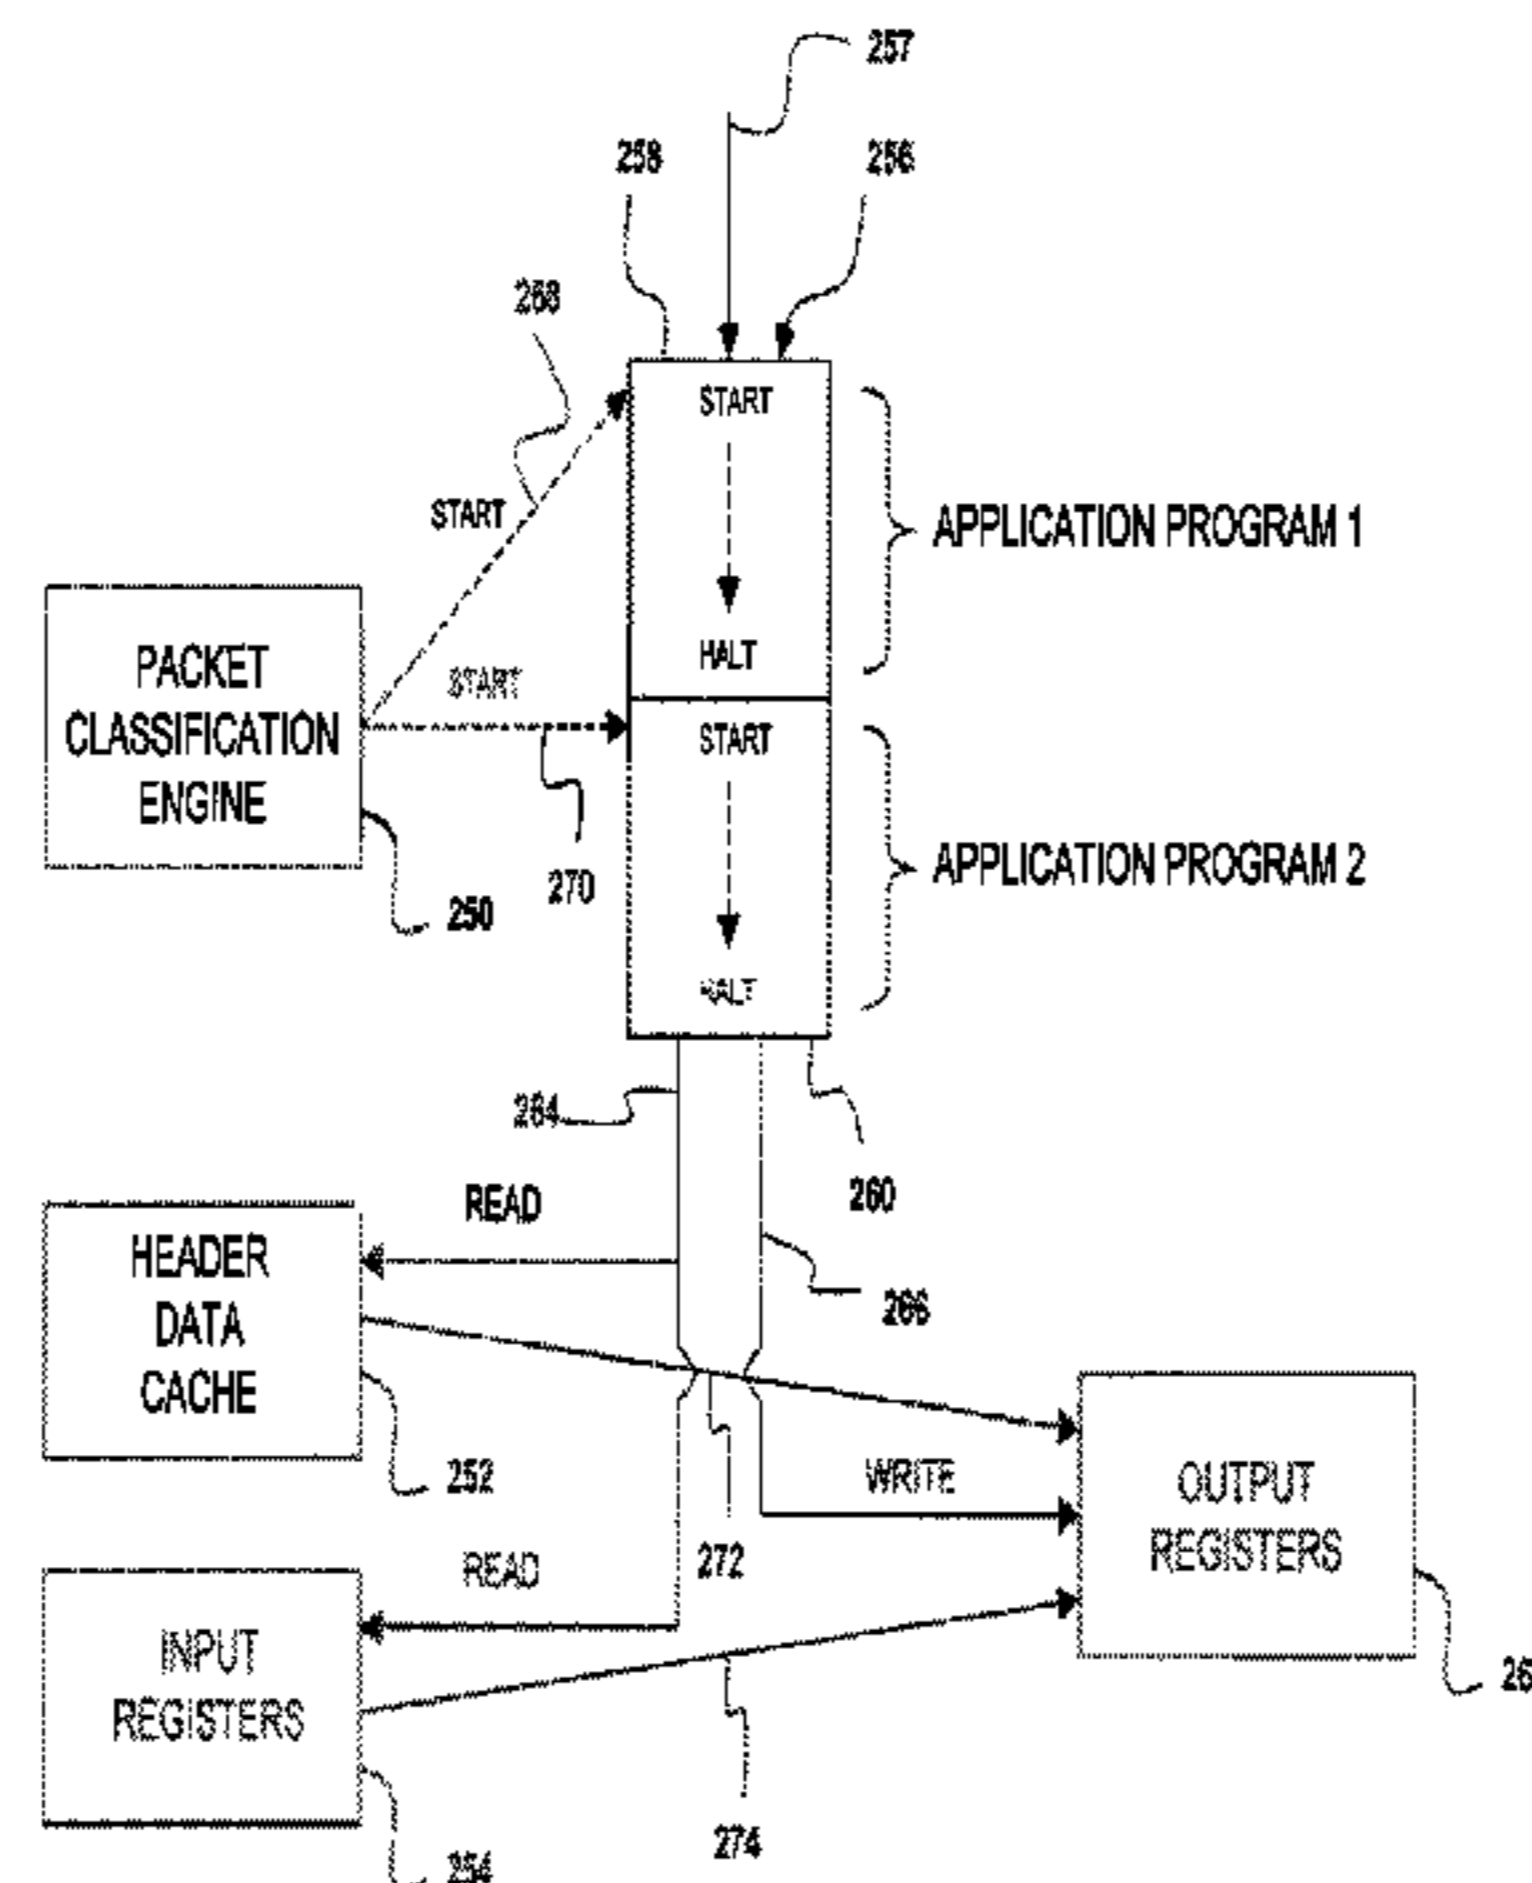 257
258
256
268
START
START
APPLICATION PROGRAM 1
HALT
PACKET
CLASSIFICATION
ENGINE
START
START
270
250
APPLICATION PROGRAM 2
HALT
264
260
READ
HEADER
DATA
CACHE
266
252
WRITE
OUTPUT
REGISTERS
272
READ
INPUT
REGISTERS
26
274
254